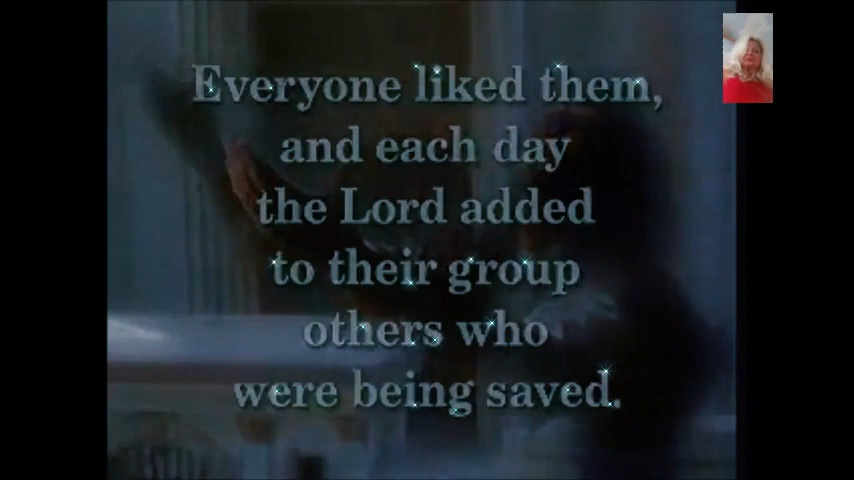 Everyone liked them,
and each day
the Lord added
to their group
others who
were being saved.